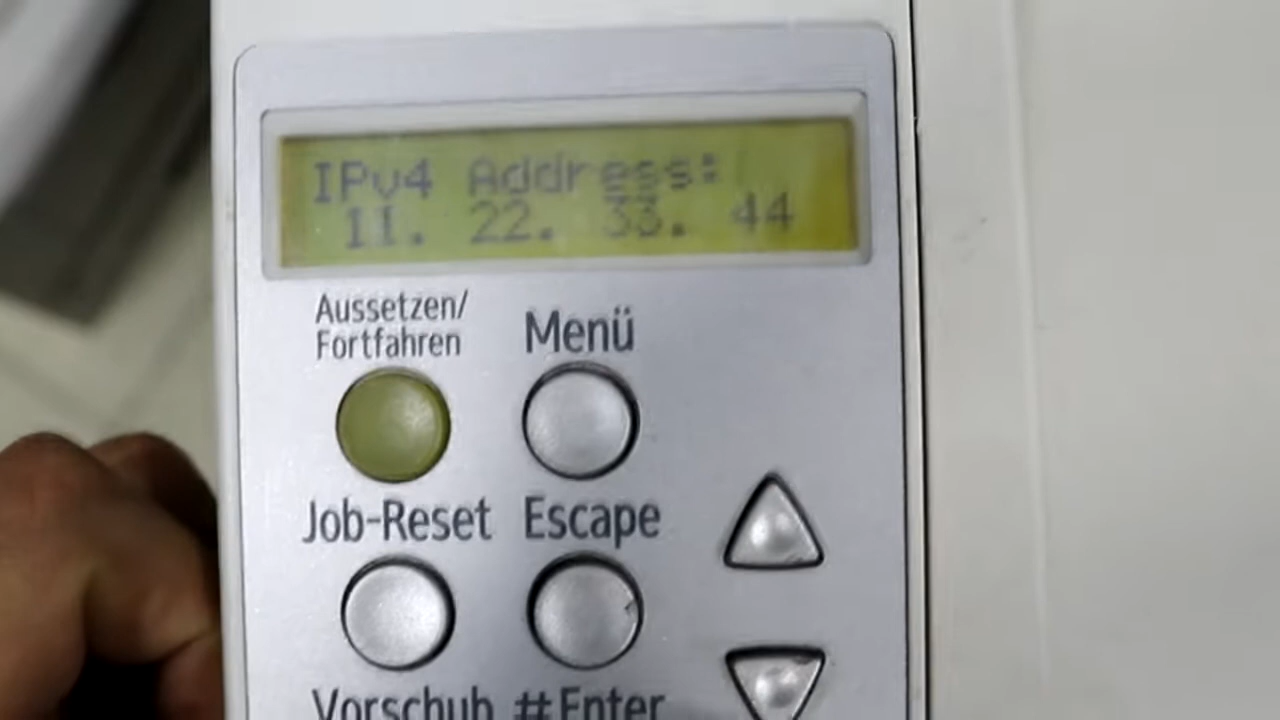 IPv4 Address:
11. 22. 33. 44
Aussetzen/
Fortfahren
Menü
Job-Reset Escape
Vorschub #Enter